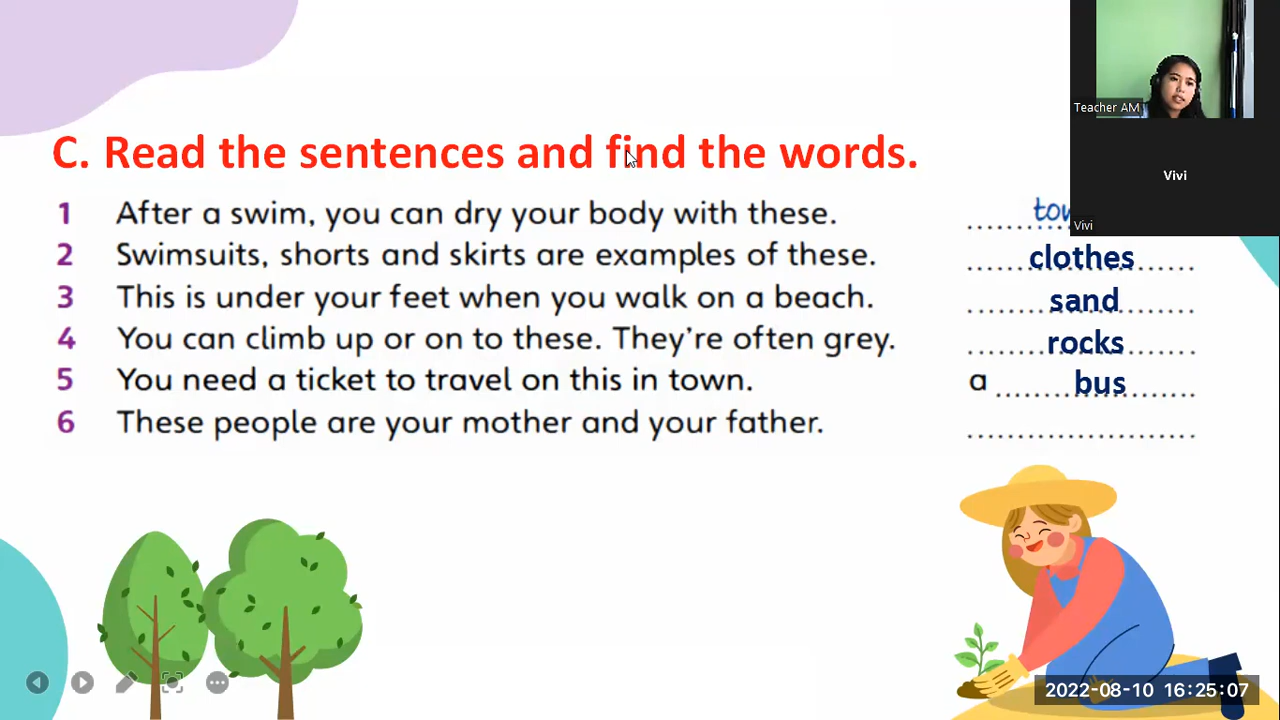 C. Read the sentences and find the words.
1 After a swim, you can dry your body with these.
2 Swimsuits, shorts and skirts are examples of these. clothes
3 This is under your feet when you walk on a beach. sand
4 You can climb up or on to these. They're often grey. rocks
5 You need a ticket to travel on this in town. a bus
6 These people are your mother and your father.
Teacher AM
Vivi
Vivi
2022-08-10 16:25:07